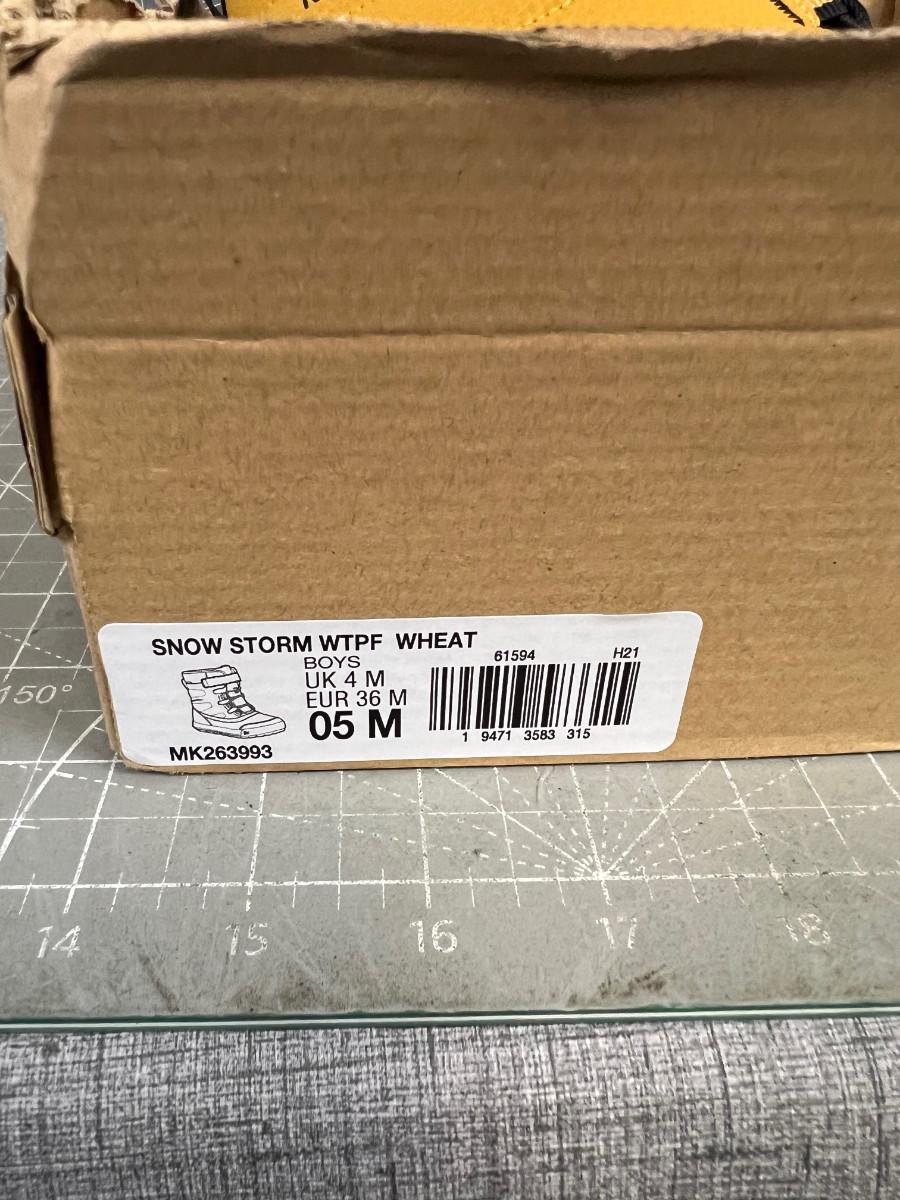 SNOW STORM WTPF WHEAT
BOYS
UK 4 M
EUR 36 M
05 M
MK263993
61594 H21
1 9471 3583 315
150°
14 15 16 17 18